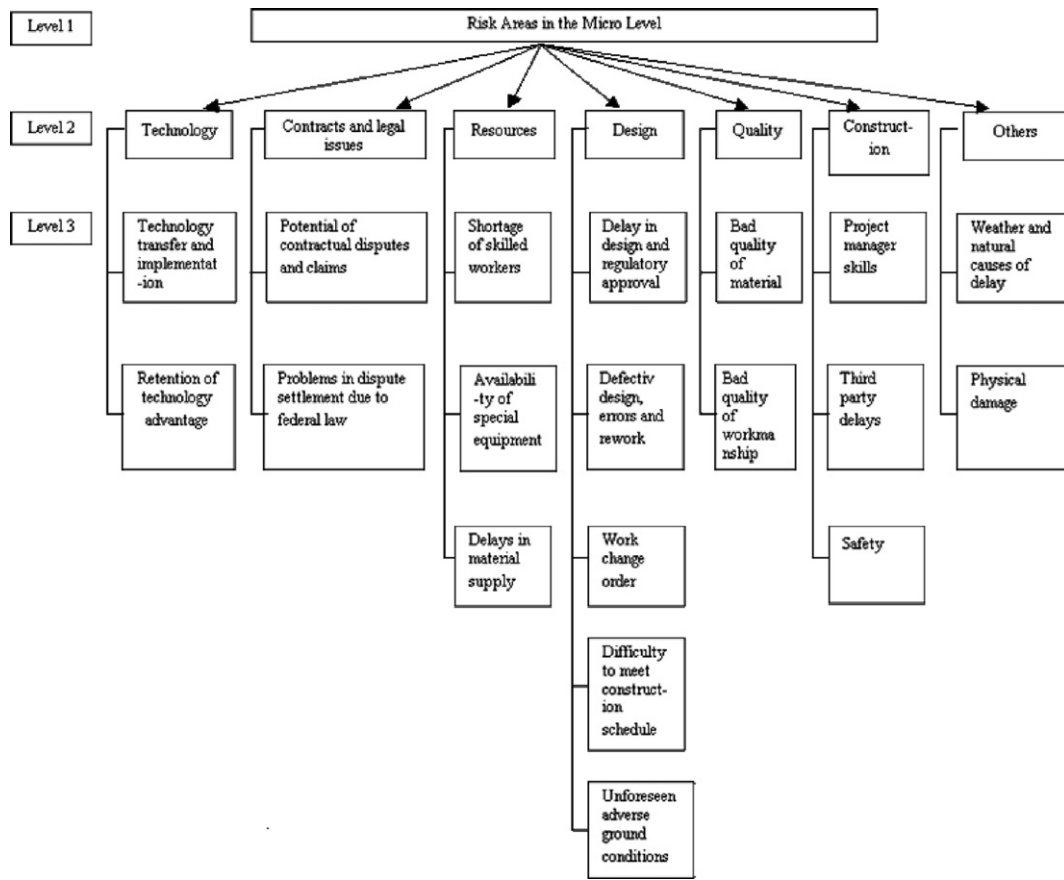 Level 1
Risk Areas in the Micro Level
Level 2
Technology
Contracts and legal
issues
Resources
Design
Quality
Construct-
ion
Others
Level 3
Technology
transfer and
implementat
-ion
Potential of
contractual disputes
and claims
Shortage
of skilled
workers
Delay in
design and
regulatory
approval
Bad
quality
of
material
Project
manager
skills
Weather and
natural
causes of
delay
Retention of
technology
advantage
Problems in dispute
settlement due to
federal law
Availabili
-ty of
special
equipment
Defectiv
design,
errors and
rework
Bad
quality
of
workma
nship
Third
party
delays
Physical
damage
Delays in
material
supply
Work
change
order
Safety
Difficulty
to meet
construct-
ion
schedule
Unforeseen
adverse
ground
conditions